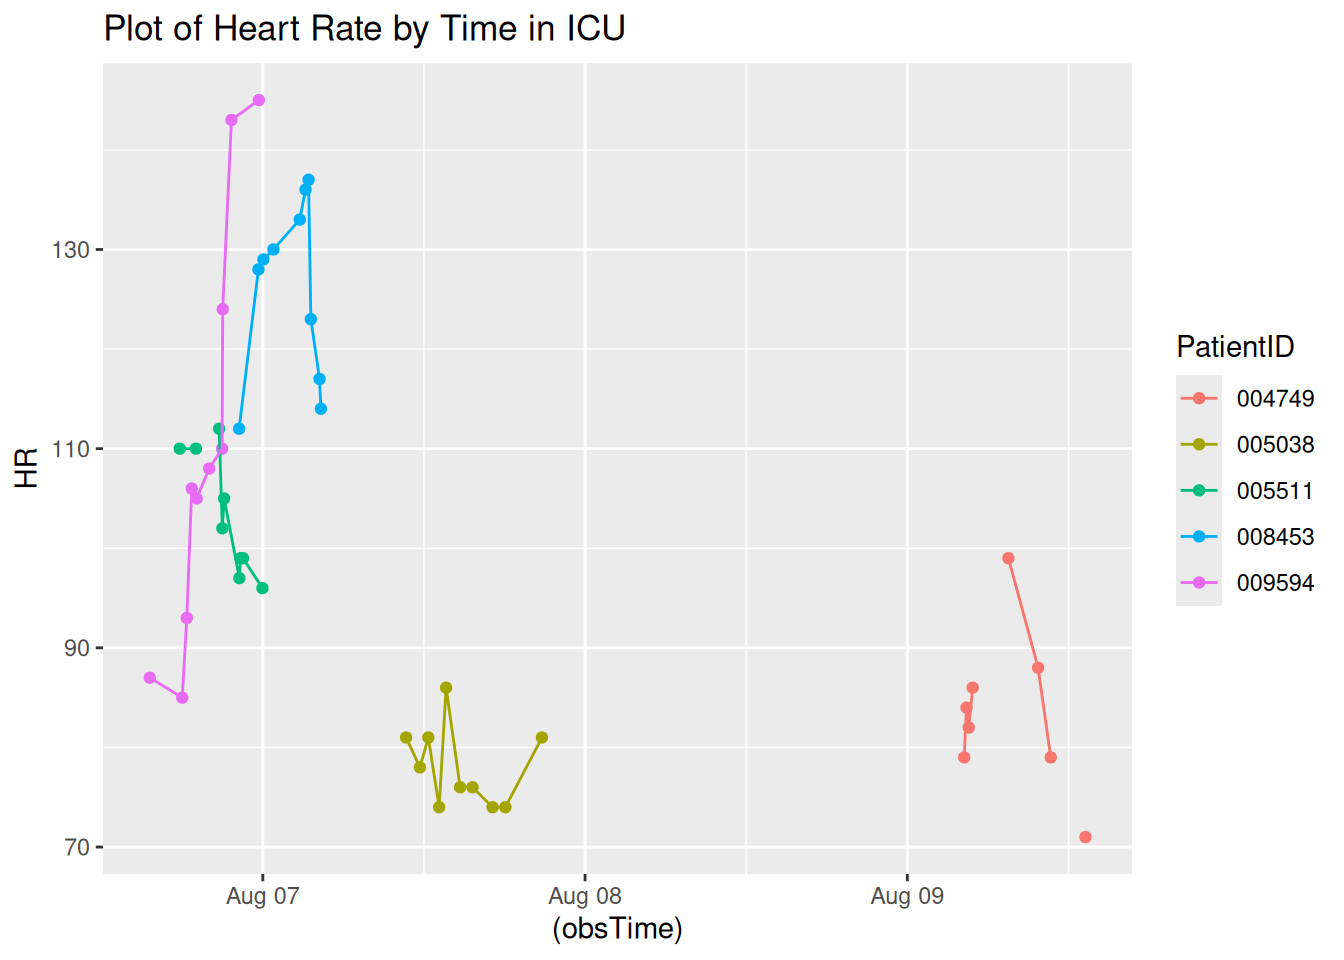 Plot of Heart Rate by Time in ICU
HR
130
110
90
70
Aug 07
Aug 08
Aug 09
(obsTime)
PatientID
004749
005038
005511
008453
009594